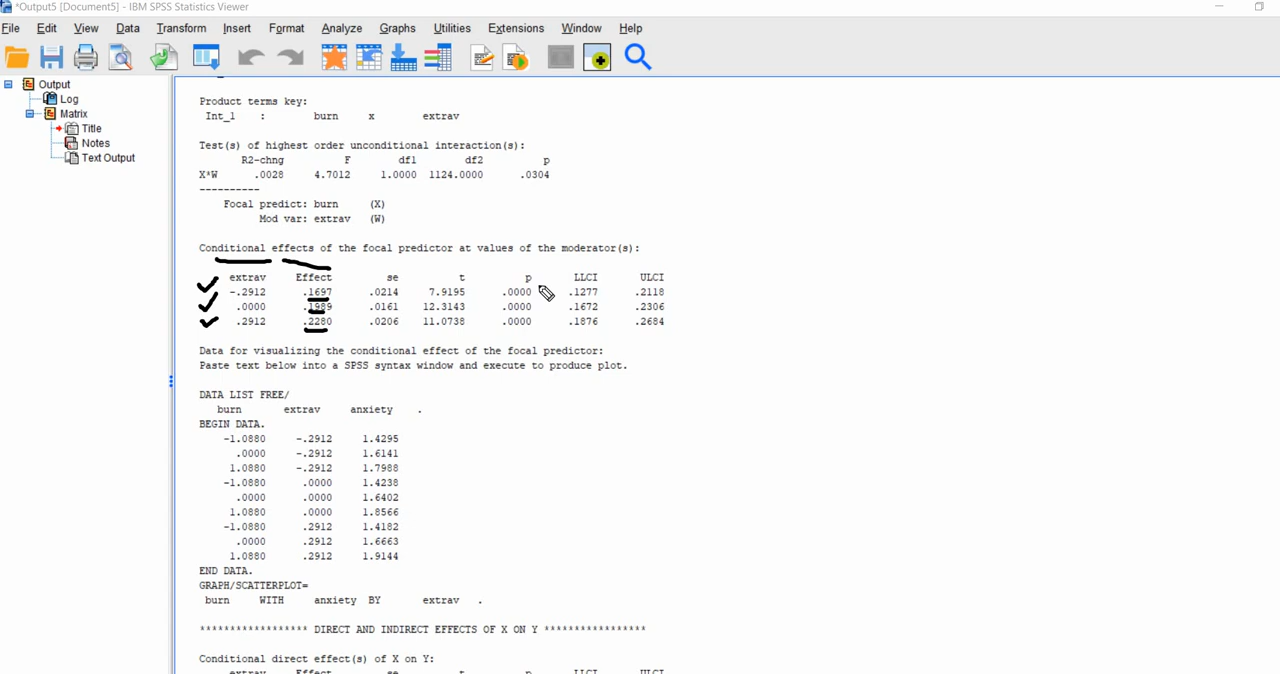 *Output5 [Document5] - IBM SPSS Statistics Viewer
File Edit View Data Transform Insert Format Analyze Graphs Utilities Extensions Window Help
Output
Log
Matrix
Title
Notes
Text Output
Product terms key:
Int_1 : burn x extrav
Test(s) of highest order unconditional interaction(s):
R2-chng F df1 df2 p
X*W .0028 4.7012 1.0000 1124.0000 .0304
----------
Focal predict: burn (X)
Mod var: extrav (W)
Conditional effects of the focal predictor at values of the moderator(s):
extrav Effect se t p LLCI ULCI
-.2912 .1697 .0214 7.9195 .0000 .1277 .2118
.0000 .1989 .0161 12.3143 .0000 .1672 .2306
.2912 .2280 .0206 11.0738 .0000 .1876 .2684
Data for visualizing the conditional effect of the focal predictor:
Paste text below into a SPSS syntax window and execute to produce plot.
DATA LIST FREE/
burn extrav anxiety .
BEGIN DATA.
-1.0880 -.2912 1.4295
.0000 -.2912 1.6141
1.0880 -.2912 1.7988
-1.0880 .0000 1.4238
.0000 .0000 1.6402
1.0880 .0000 1.8566
-1.0880 .2912 1.4182
.0000 .2912 1.6663
1.0880 .2912 1.9144
END DATA.
GRAPH/SCATTERPLOT=
burn WITH anxiety BY extrav .
****************** DIRECT AND INDIRECT EFFECTS OF X ON Y *****************
Conditional direct effect(s) of X on Y:
extrav Effect se t p LLCI ULCI